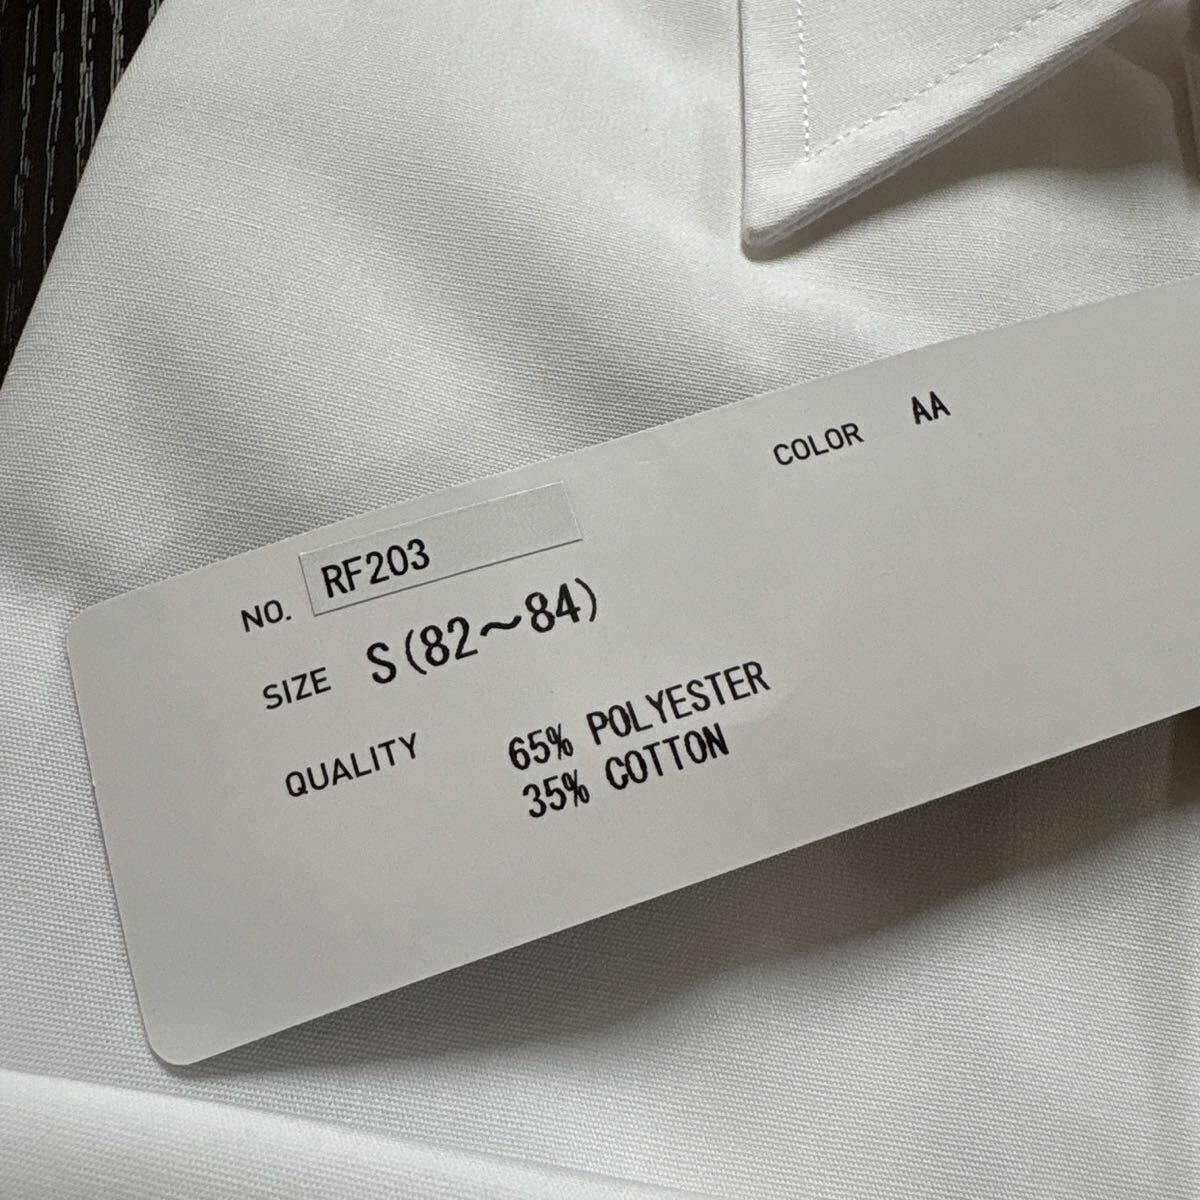 COLOR AA
NO. RF203
SIZE S(82～84)
QUALITY 65% POLYESTER
35% COTTON